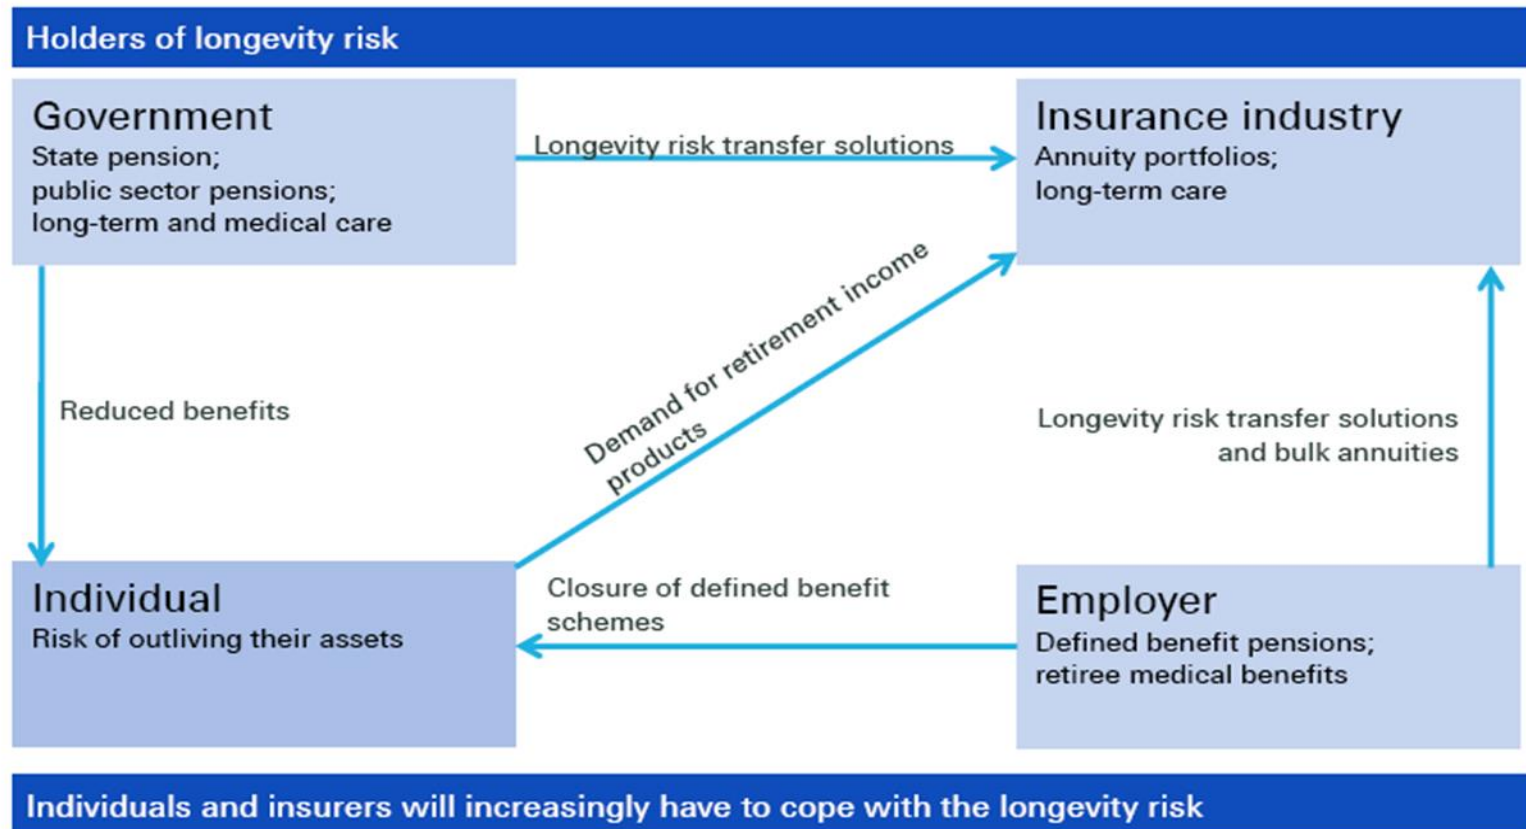 Holders of longevity risk
Government
State pension;
public sector pensions;
long-term and medical care
Longevity risk transfer solutions
Insurance industry
Annuity portfolios;
long-term care
Reduced benefits
Demand for retirement income
products
Longevity risk transfer solutions
and bulk annuities
Individual
Risk of outliving their assets
Closure of defined benefit
schemes
Employer
Defined benefit pensions;
retiree medical benefits
Individuals and insurers will increasingly have to cope with the longevity risk